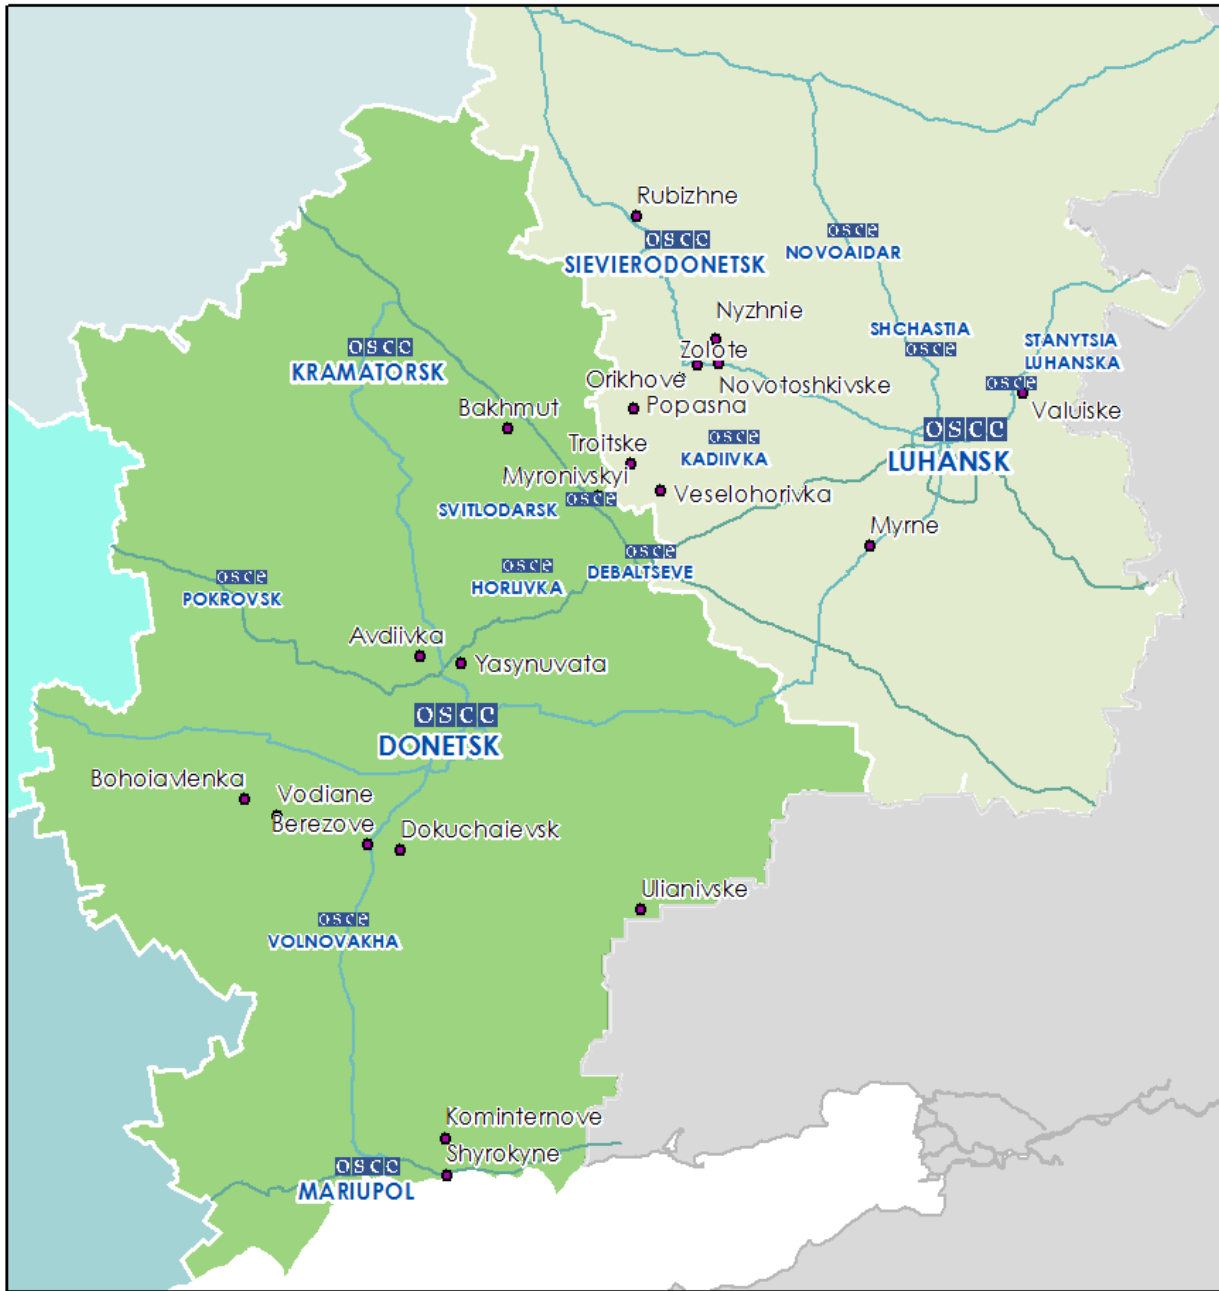 Rubizhne
osce
SIEVIERODONETSK
osce
NOVOAIDAR
Nyzhnie
SHCHASTIA
osce
STANYTSIA
LUHANSKA
osce
KRAMATORSK
Zolote
Orikhove
Novotoshkivske
osce
Valuiske
Bakhmut
Popasna
osce
LUHANSK
Troitske
osce
KADIIVKA
Myronivskyi
osce
SVITLODARSK
Veselohorivka
Myrne
osce
HORLIVKA
osce
DEBALTSEVE
osce
POKROVSK
Avdiivka
Yasynuvata
osce
DONETSK
Bohoiavlenka
Vodiane
Berezove
Dokuchaievsk
Ulianivske
osce
VOLNOVAKHA
Kominternove
Shyrokyne
osce
MARIUPOL